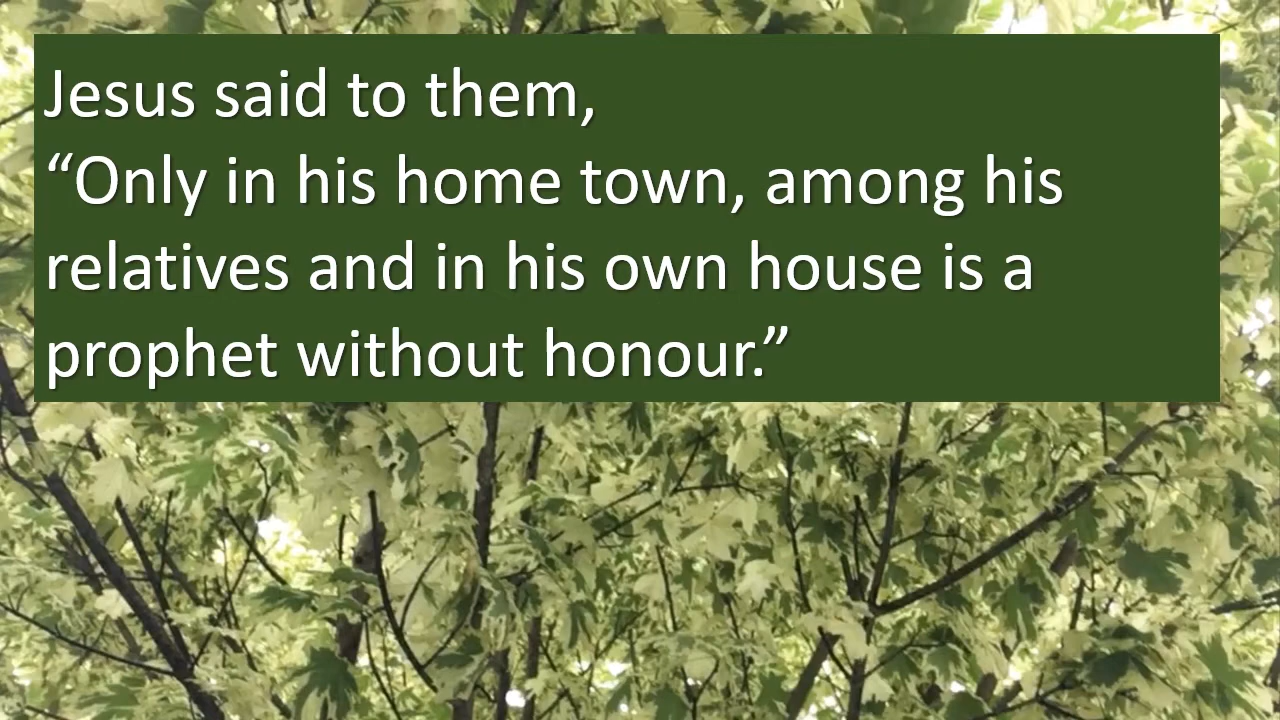 Jesus said to them,
“Only in his home town, among his
relatives and in his own house is a
prophet without honour.”